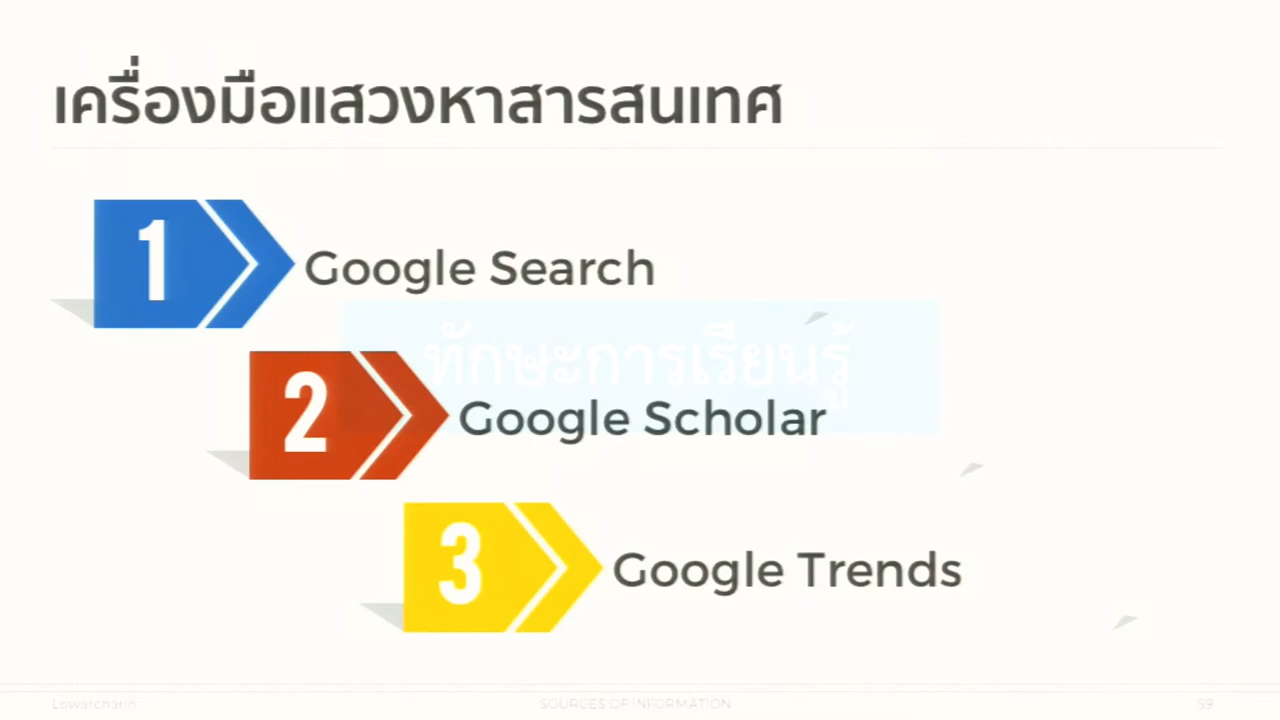 เครื่องมือแสวงหาสารสนเทศ
1
Google Search
ทักษะการเรียนรู้
2
Google Scholar
3
Google Trends
Lowatcharin
SOURCES OF INFORMATION
59